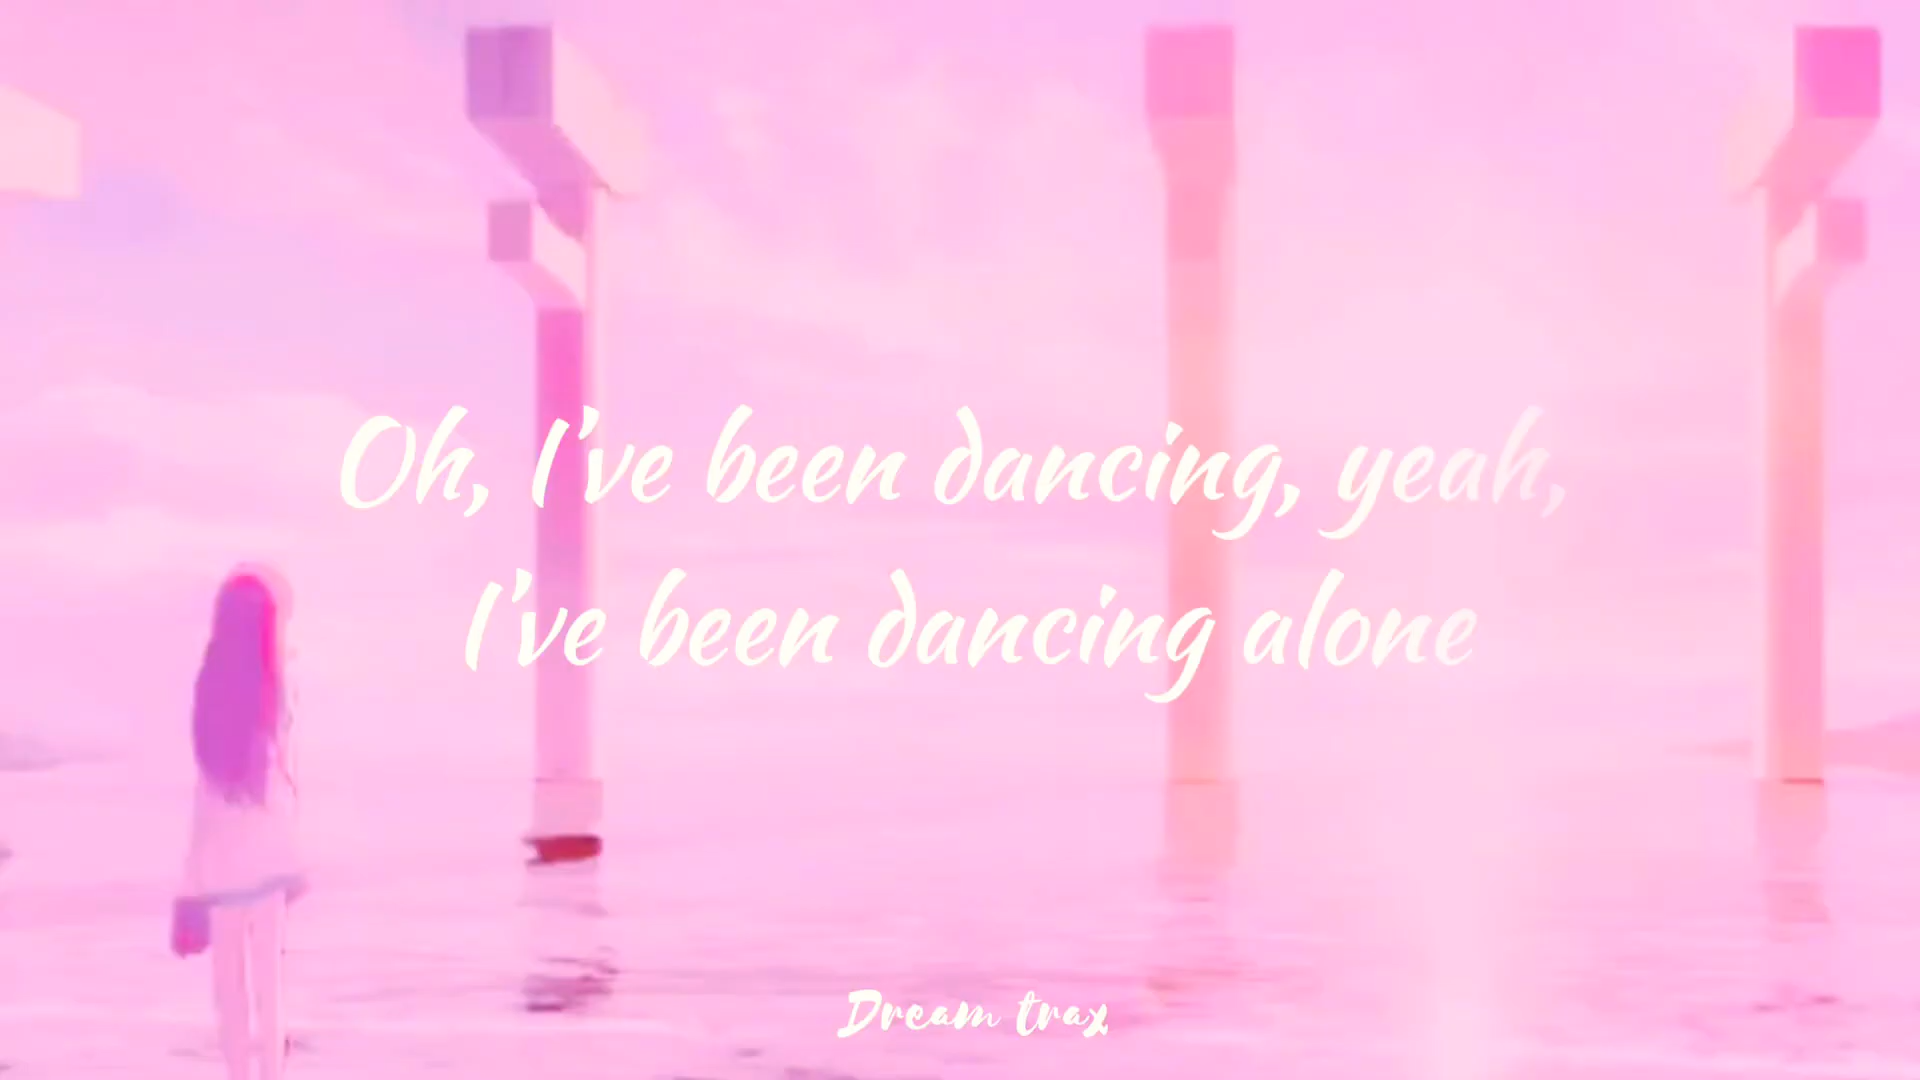 Oh, I've been dancing, yeah,
I've been dancing alone
Dream trax